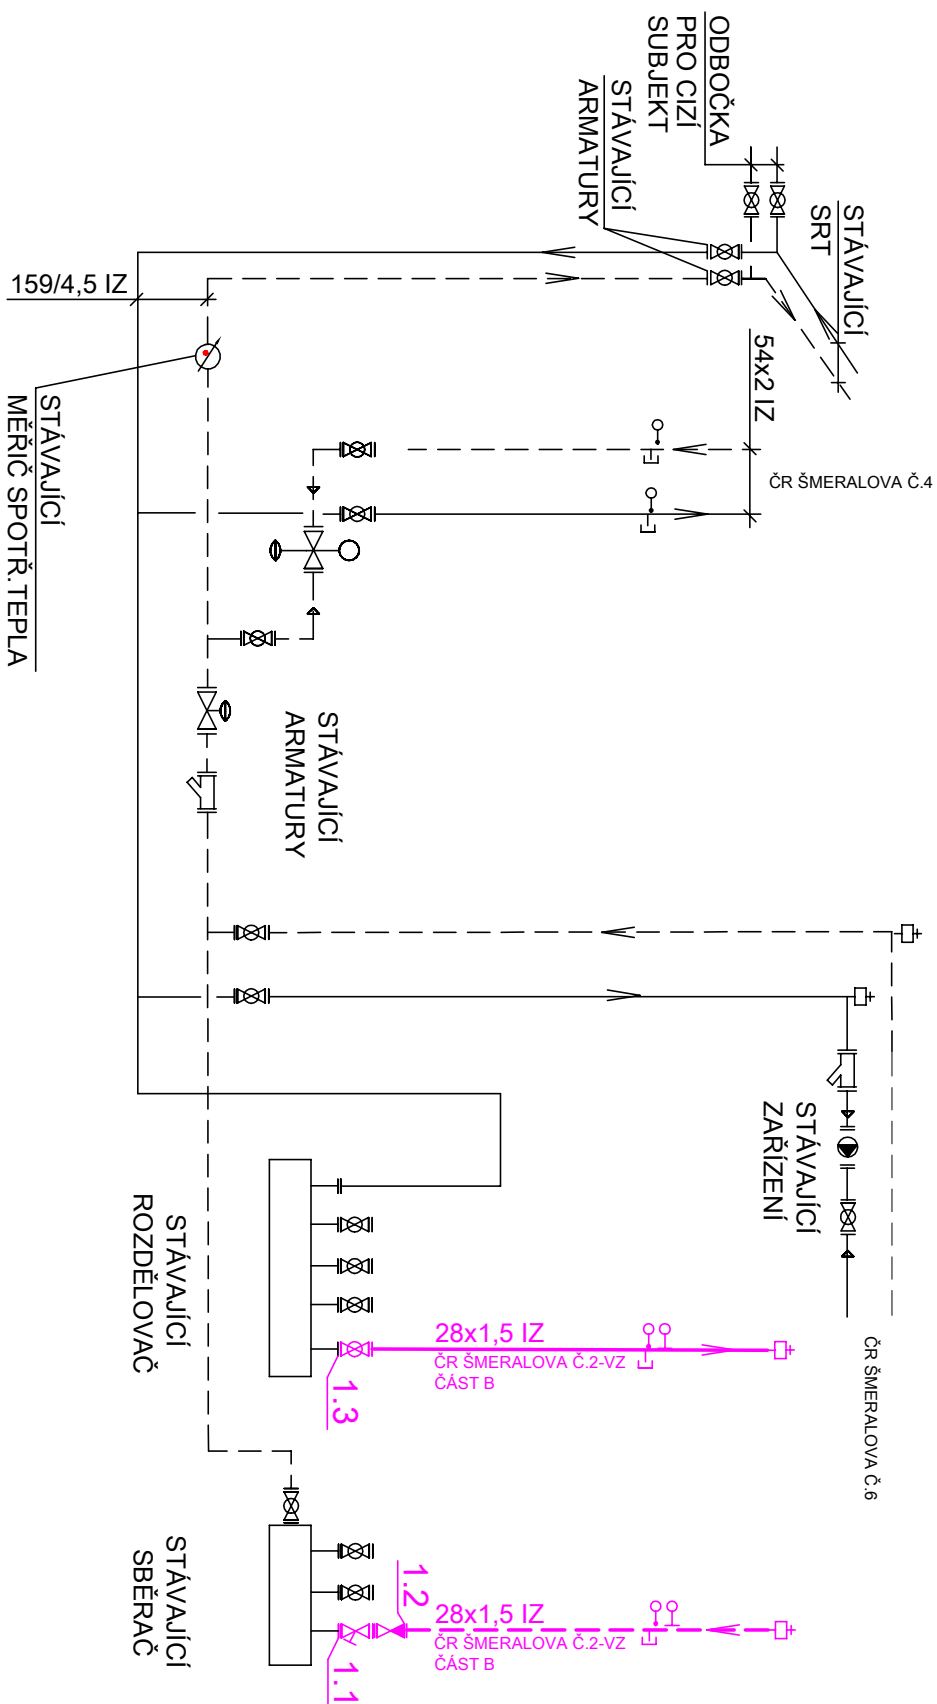 ODBOČKA
PRO CIZÍ
SUBJEKT
STÁVAJÍCÍ
ARMATURY
STÁVAJÍCÍ
SRT
159/4,5 IZ
STÁVAJÍCÍ
MĚŘIČ SPOTŘ.TEPLA
54x2 IZ
ČR ŠMERALOVA Č.4
STÁVAJÍCÍ
ARMATURY
STÁVAJÍCÍ
ZAŘÍZENÍ
ČR ŠMERALOVA Č.6
STÁVAJÍCÍ
ROZDĚLOVAČ
28x1,5 IZ
ČR ŠMERALOVA Č.2-VZ
ČÁST B
1.3
STÁVAJÍCÍ
SBĚRAČ
1.2
28x1,5 IZ
ČR ŠMERALOVA Č.2-VZ
ČÁST B
1.1